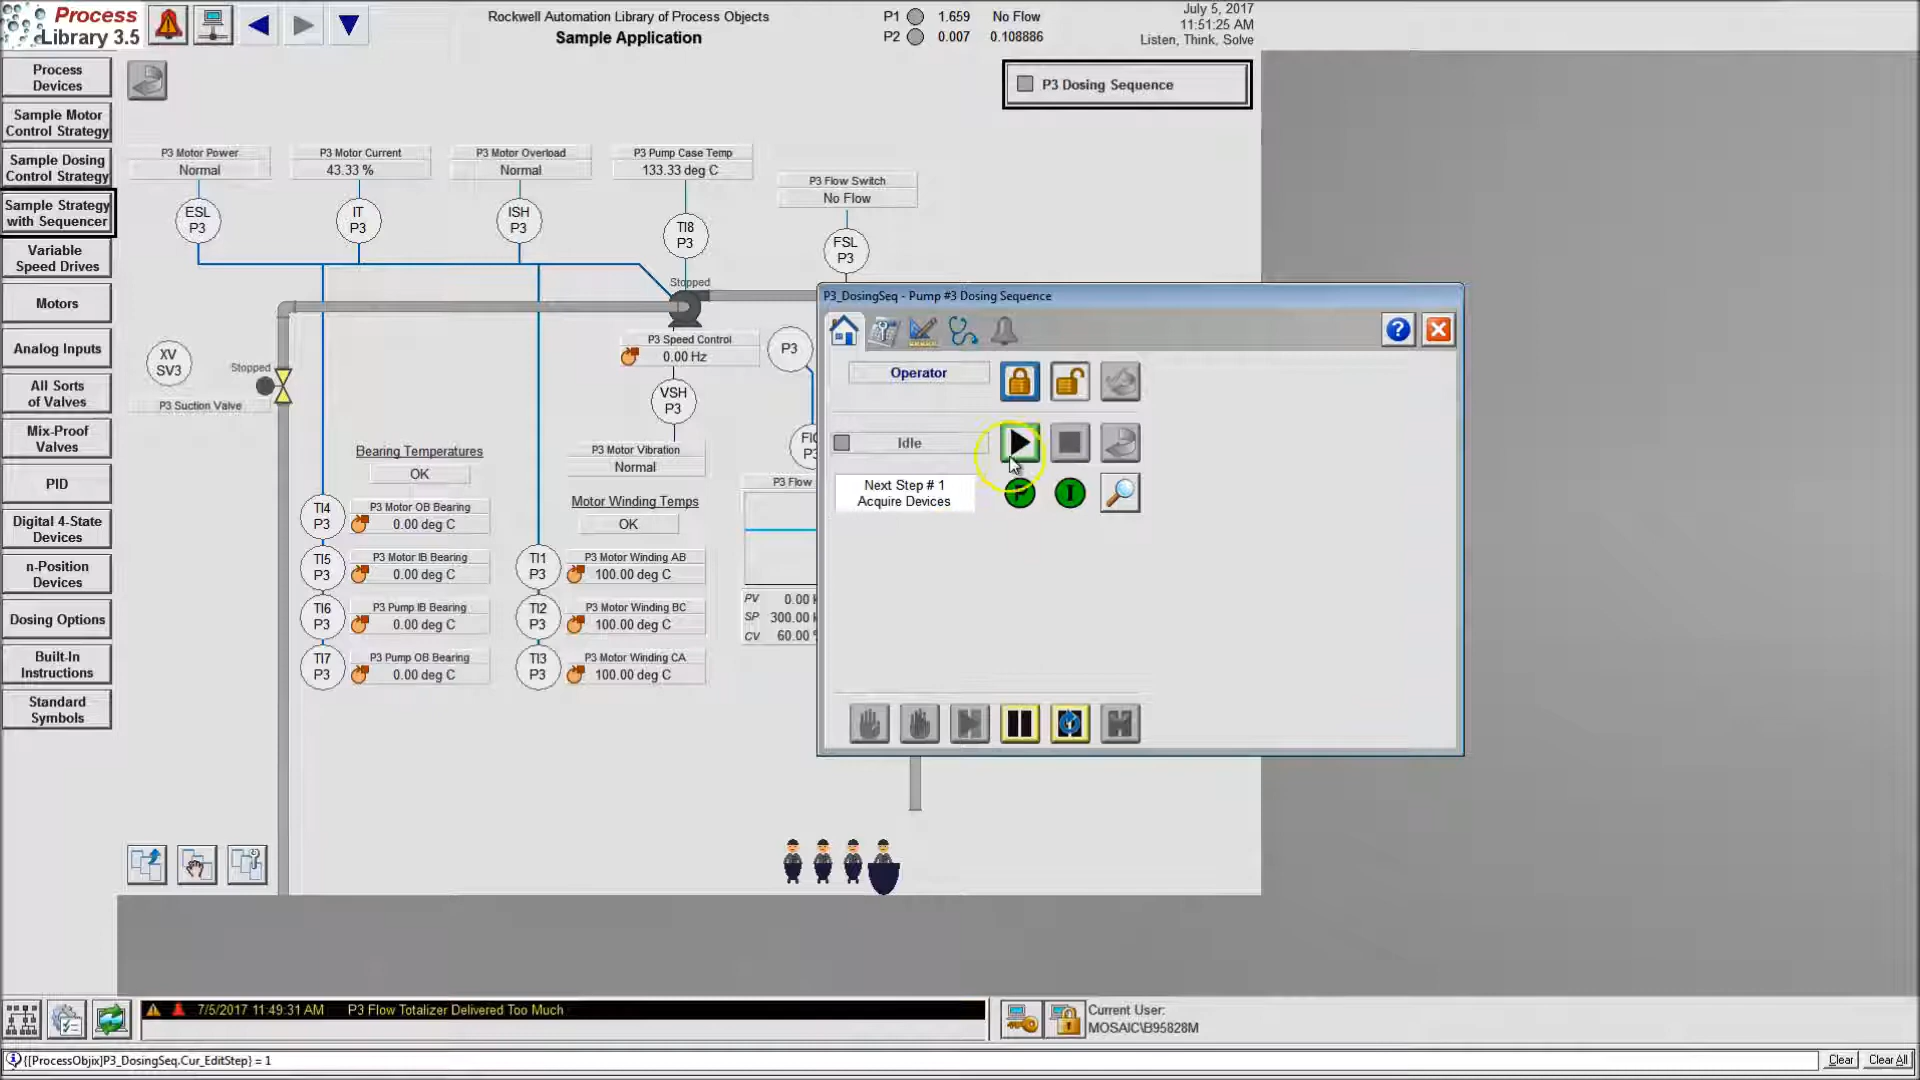 Process
Library 3.5
Rockwell Automation Library of Process Objects
Sample Application
P1 1.659 No Flow
P2 0.007 0.108886
July 5, 2017
11:51:25 AM
Listen, Think, Solve
Process
Devices
Sample Motor
Control Strategy
Sample Dosing
Control Strategy
Sample Strategy
with Sequencer
Variable
Speed Drives
Motors
Analog Inputs
All Sorts
of Valves
Mix-Proof
Valves
PID
Digital 4-State
Devices
n-Position
Devices
Dosing Options
Built-In
Instructions
Standard
Symbols
P3 Dosing Sequence
P3 Motor Power
Normal
P3 Motor Current
43.33 %
P3 Motor Overload
Normal
P3 Pump Case Temp
133.33 deg C
P3 Flow Switch
No Flow
ESL
P3
IT
P3
ISH
P3
TI8
P3
FSL
P3
Stopped
P3 Speed Control
0.00 Hz
P3
XV
SV3
Stopped
P3 Suction Valve
VSH
P3
P3 Motor Vibration
Normal
Bearing Temperatures
OK
Motor Winding Temps
OK
TI4
P3
P3 Motor OB Bearing
0.00 deg C
TI5
P3
P3 Motor IB Bearing
0.00 deg C
TI6
P3
P3 Pump IB Bearing
0.00 deg C
TI7
P3
P3 Pump OB Bearing
0.00 deg C
TI1
P3
P3 Motor Winding AB
100.00 deg C
TI2
P3
P3 Motor Winding BC
100.00 deg C
TI3
P3
P3 Motor Winding CA
100.00 deg C
P3 Flow
PV 0.00
SP 300.00
CV 60.00
P3_DosingSeq - Pump #3 Dosing Sequence
Operator
Idle
Next Step # 1
Acquire Devices
P
I
7/5/2017 11:49:31 AM P3 Flow Totalizer Delivered Too Much
Current User:
MOSAIC\B95828M
{[ProcessObjix]P3_DosingSeq.Cur_EditStep} = 1
Clear
Clear All